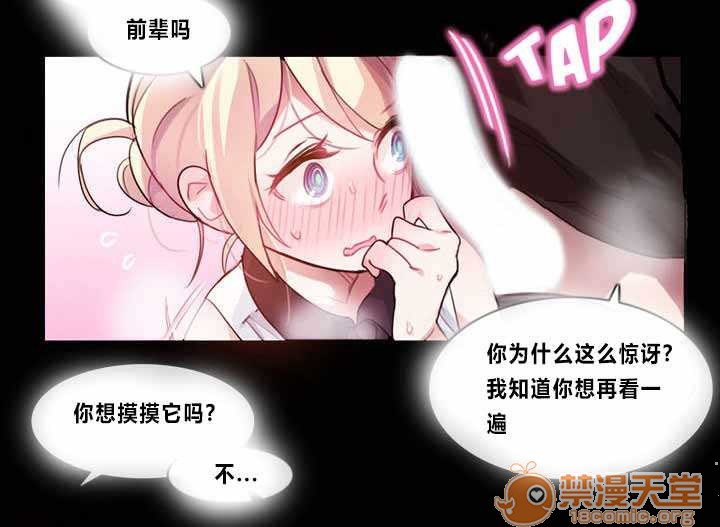 前辈吗
TAP
你为什么这么惊讶?
我知道你想再看一
遍
你想摸摸它吗?
不...
禁漫天堂
18comic.org